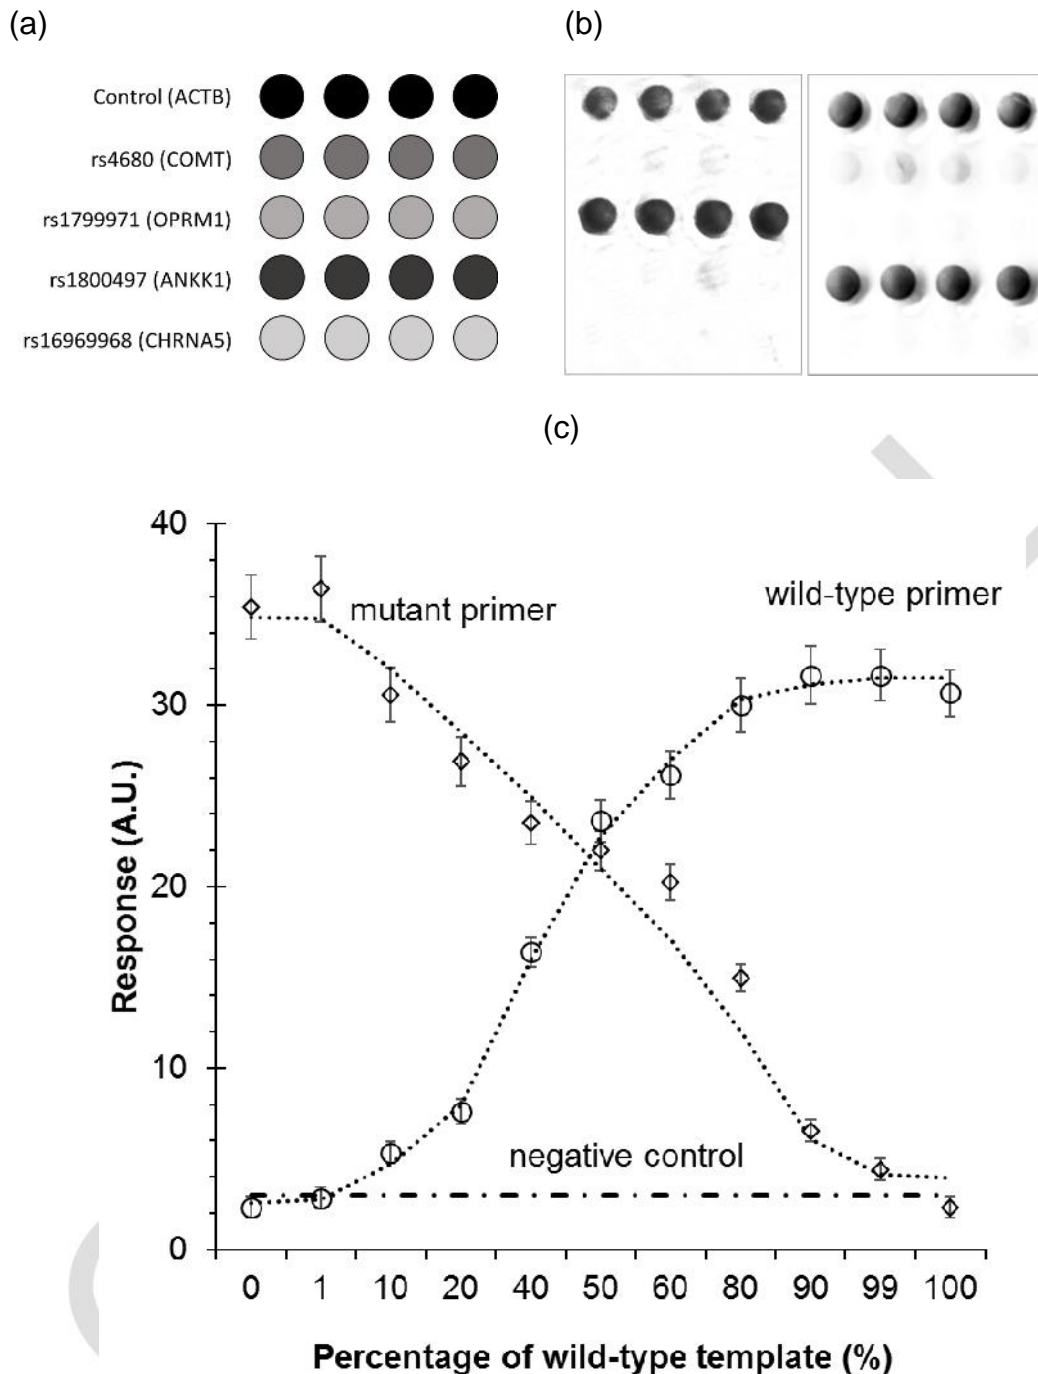 (a)
(b)
Control (ACTB)
rs4680 (COMT)
rs1799971 (OPRM1)
rs1800497 (ANKK1)
rs16969968 (CHRNA5)
(c)
40
30
20
10
0
Response (A.U.)
mutant primer
wild-type primer
negative control
0 1 10 20 40 50 60 80 90 99 100
Percentage of wild-type template (%)